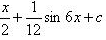 x/2 + 1/12 sin 6x + c